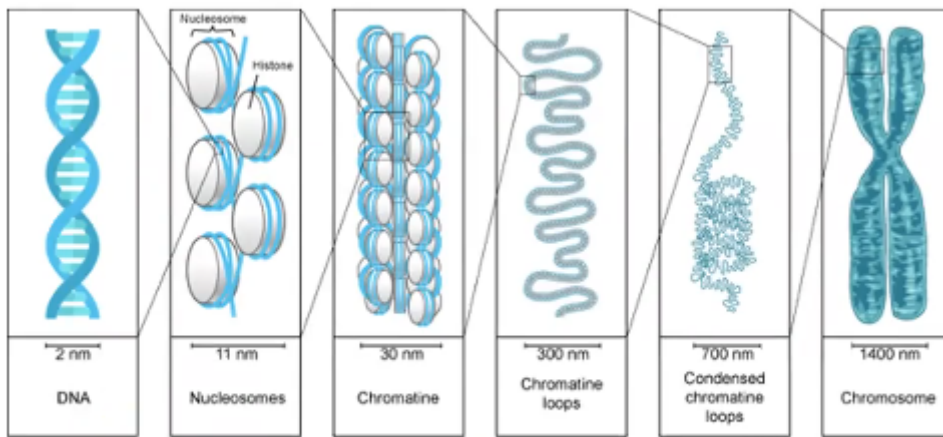 Nucleosome
Histone
2 nm
11 nm
30 nm
300 nm
700 nm
1400 nm
DNA
Nucleosomes
Chromatine
Chromatine
loops
Condensed
chromatine
loops
Chromosome